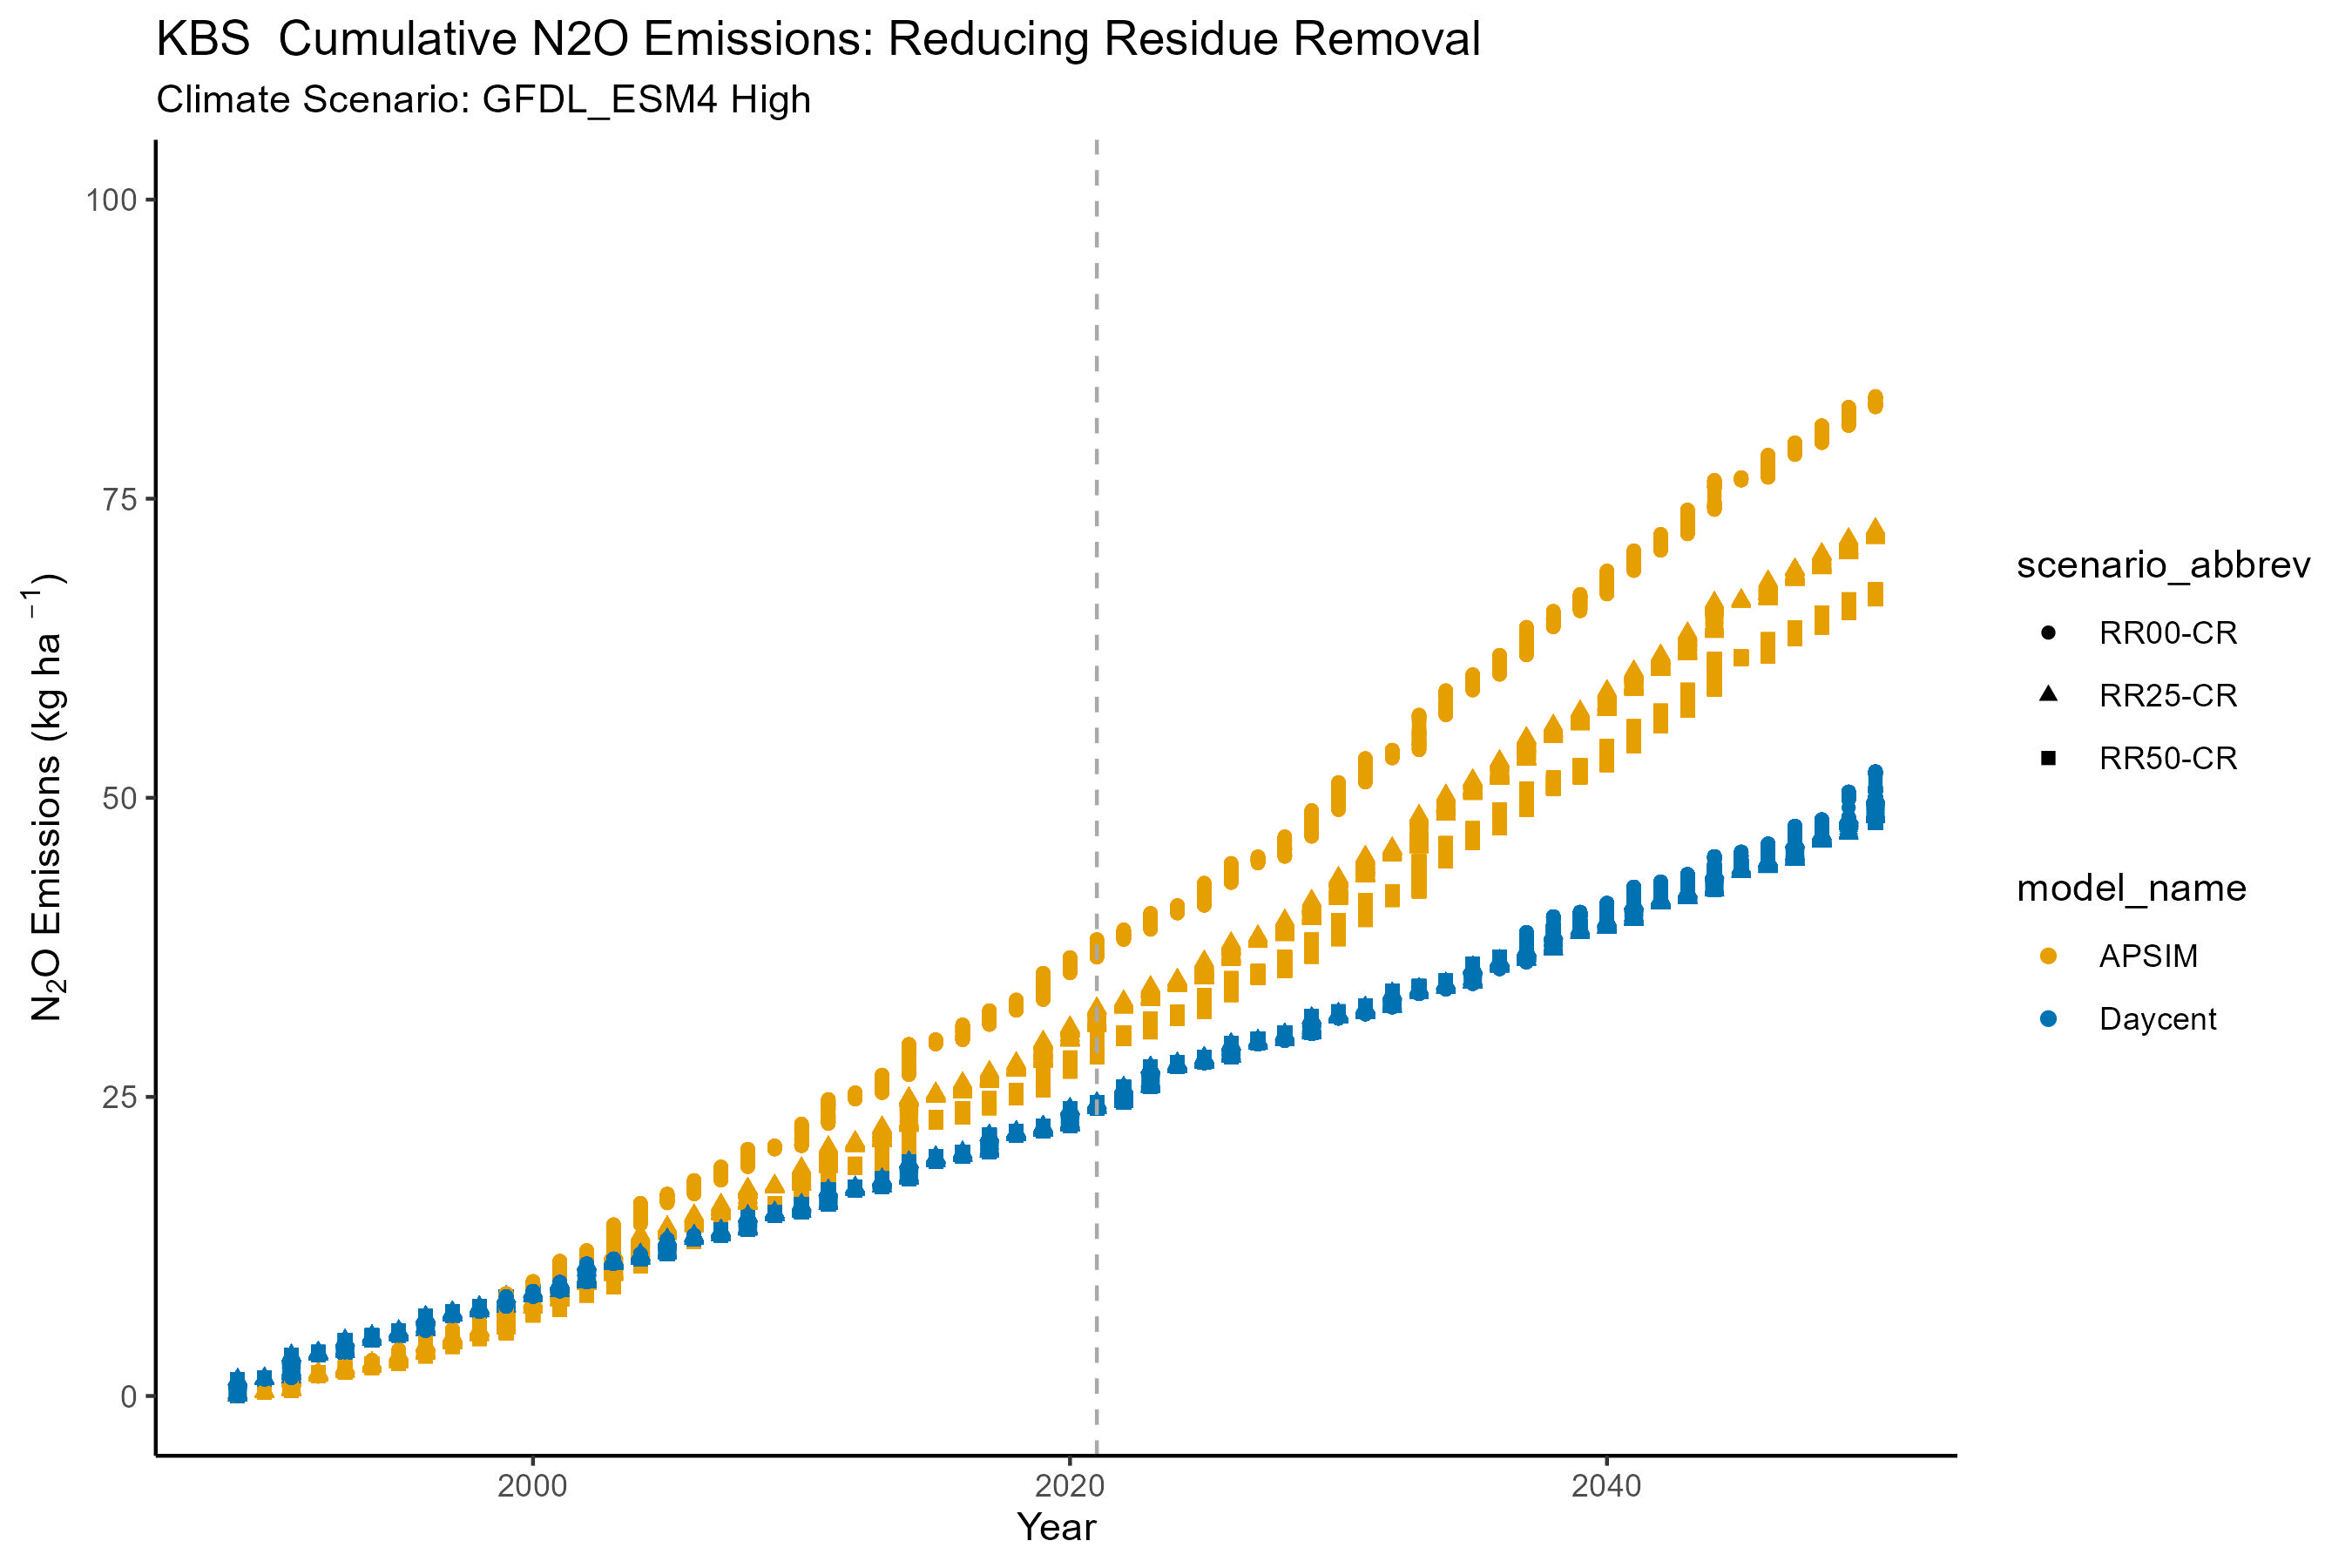 KBS  Cumulative N2O Emissions: Reducing Residue Removal
Climate Scenario: GFDL_ESM4 High
N₂O Emissions (kg ha ⁻¹)
100
75
50
25
0
2000
2020
2040
Year
scenario_abbrev
RR00-CR
RR25-CR
RR50-CR
model_name
APSIM
Daycent